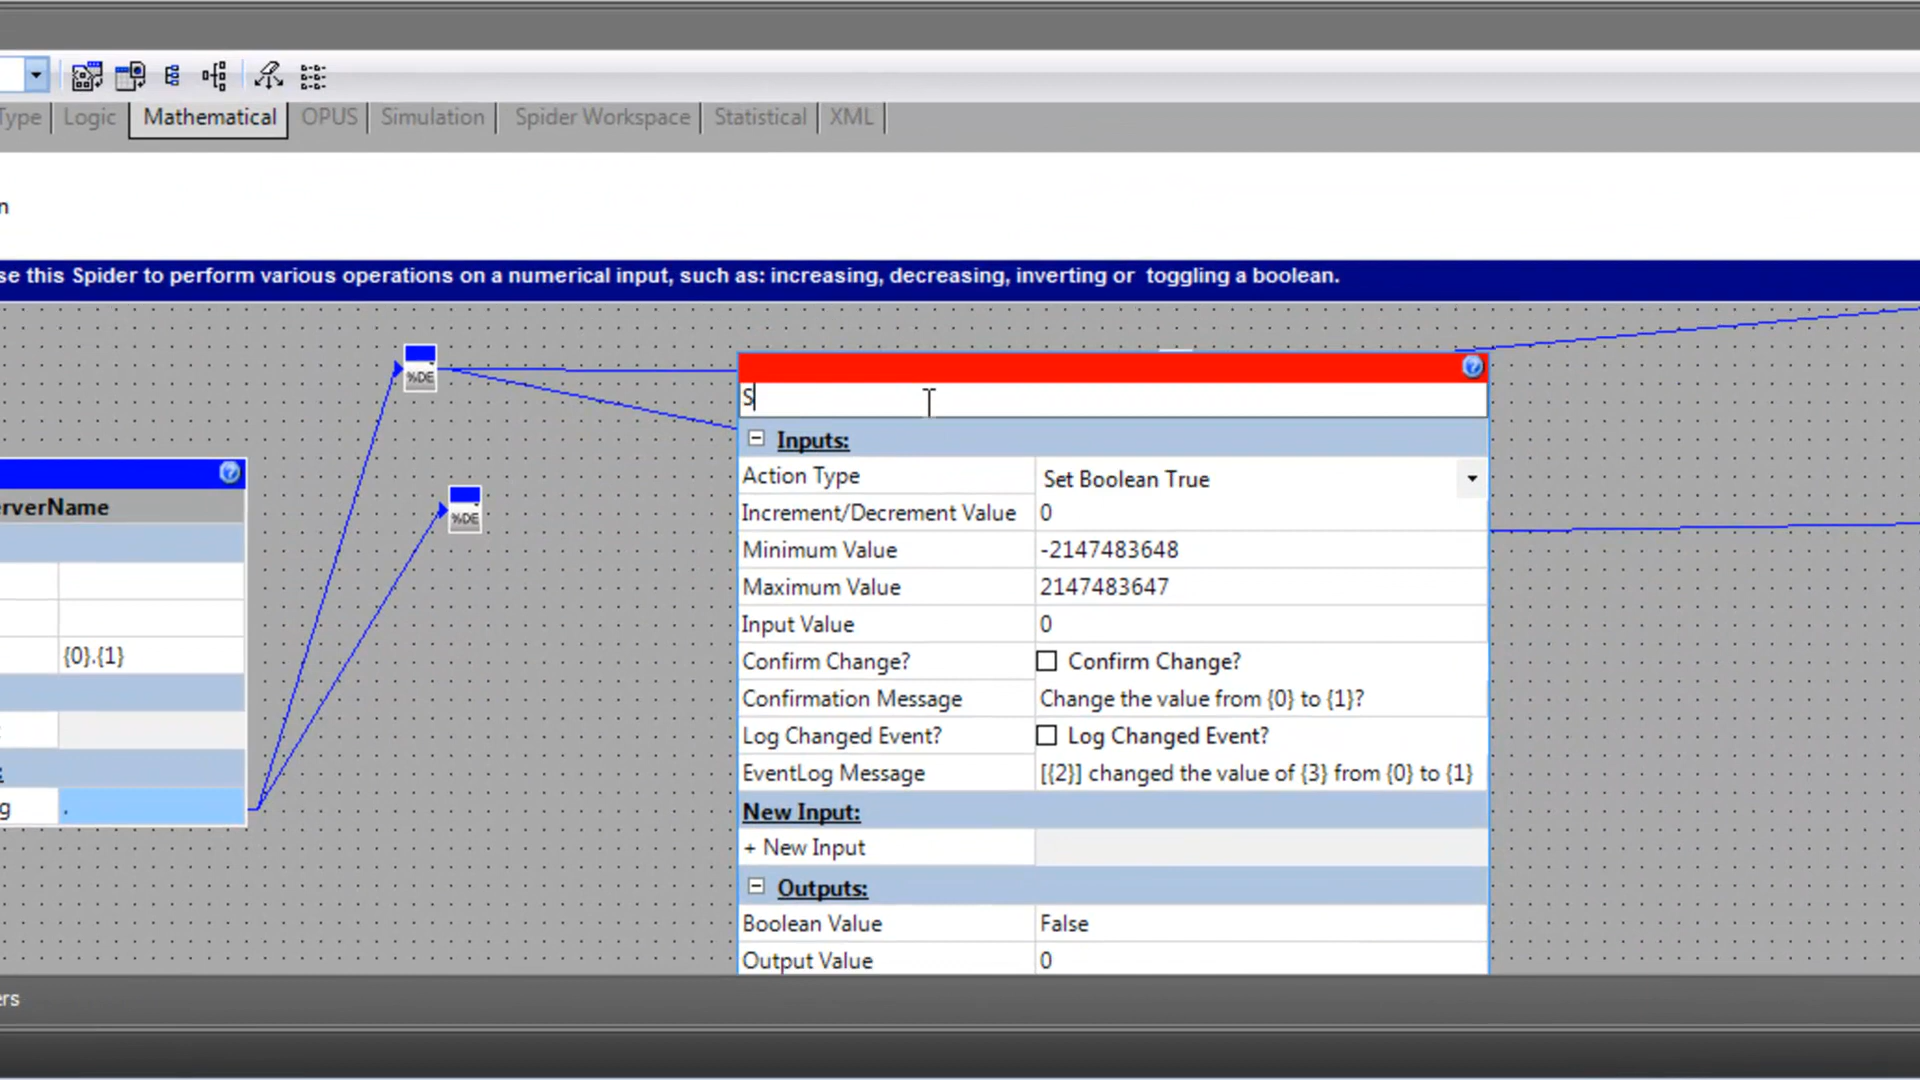 Type Logic Mathematical OPUS Simulation Spider Workspace Statistical XML
n
se this Spider to perform various operations on a numerical input, such as: increasing, decreasing, inverting or toggling a boolean.
%DE
S
Inputs:
Action Type Set Boolean True
Increment/Decrement Value 0
Minimum Value -2147483648
Maximum Value 2147483647
Input Value 0
Confirm Change? Confirm Change?
Confirmation Message Change the value from {0} to {1}?
Log Changed Event? Log Changed Event?
EventLog Message [{2}] changed the value of {3} from {0} to {1}
New Input:
+ New Input
Outputs:
Boolean Value False
Output Value 0
%DE
erverName
{0}.{1}
:
g .
ers